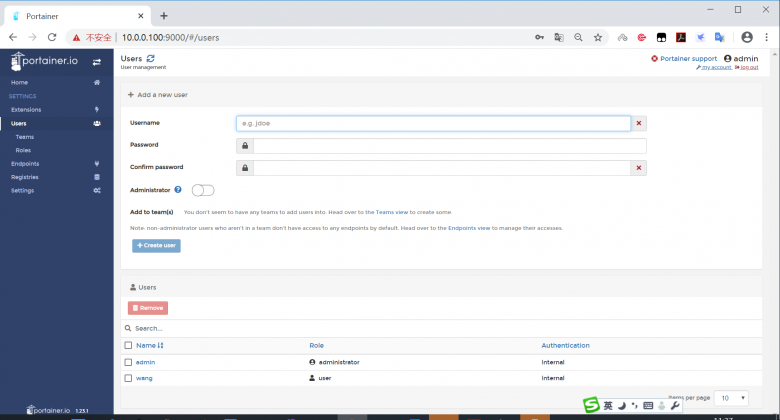 Portainer
不安全 | 10.0.0.100:9000/#/users
portainer.io
Users
User management
Portainer support
admin
my account
log out
Home
SETTINGS
Extensions
Users
Teams
Roles
Endpoints
Registries
Settings
Add a new user
Username
e.g. jdoe
Password
Confirm password
Administrator
Add to team(s)
You don't seem to have any teams to add users into. Head over to the Teams view to create some.
Note: non-administrator users who aren't in a team don't have access to any endpoints by default. Head over to the Endpoints view to manage their accesses.
Create user
Users
Remove
Search...
Name Role Authentication
admin administrator Internal
wang user Internal
Items per page 10
英
portainer.io 1.23.1